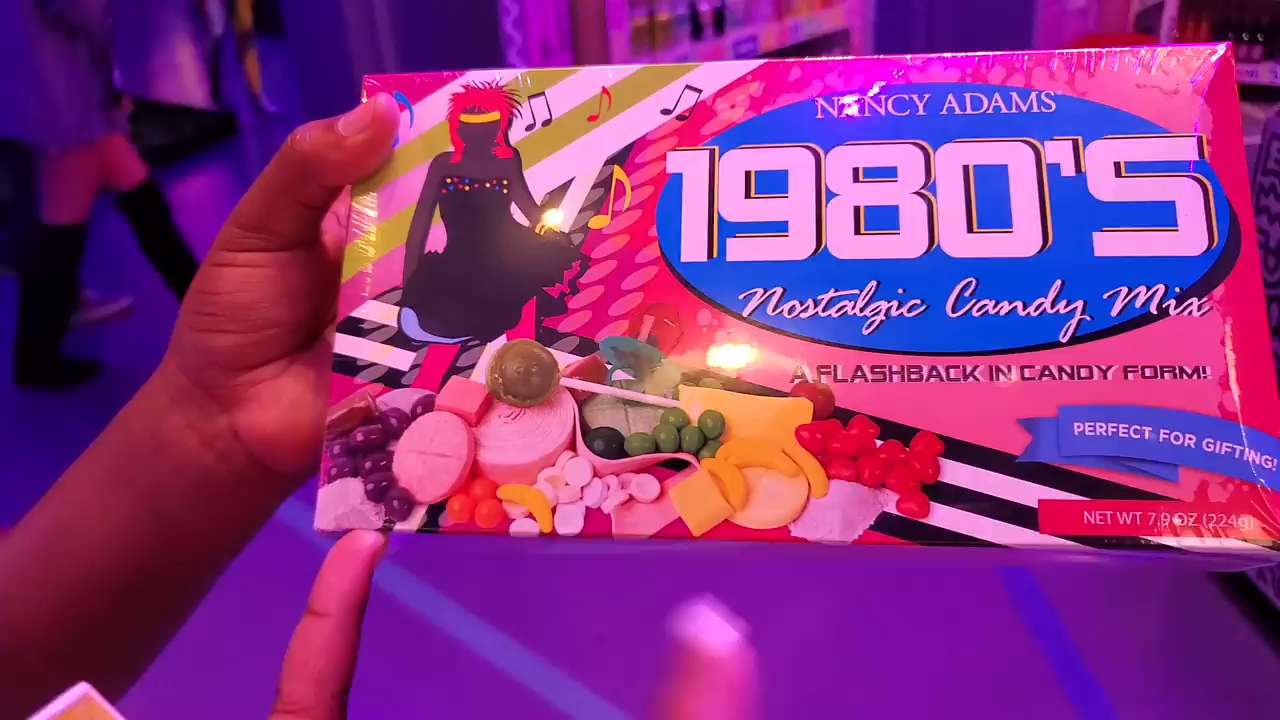 NANCY ADAMS
1980'S
Nostalgic Candy Mix
A FLASHBACK IN CANDY FORM!
PERFECT FOR GIFTING!
NET WT 7.9 OZ (224g)